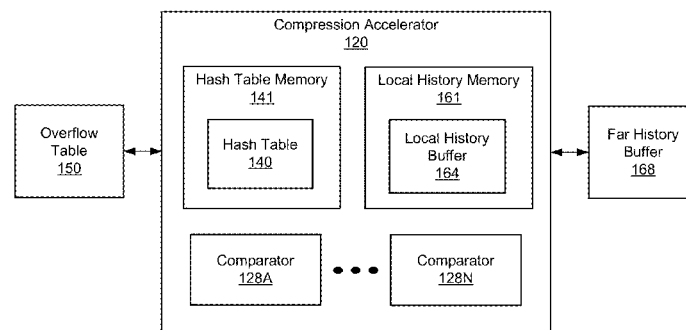 Compression Accelerator
120
Hash Table Memory
141
Hash Table
140
Local History Memory
161
Local History
Buffer
164
Overflow
Table
150
Far History
Buffer
168
Comparator
128A
Comparator
128N